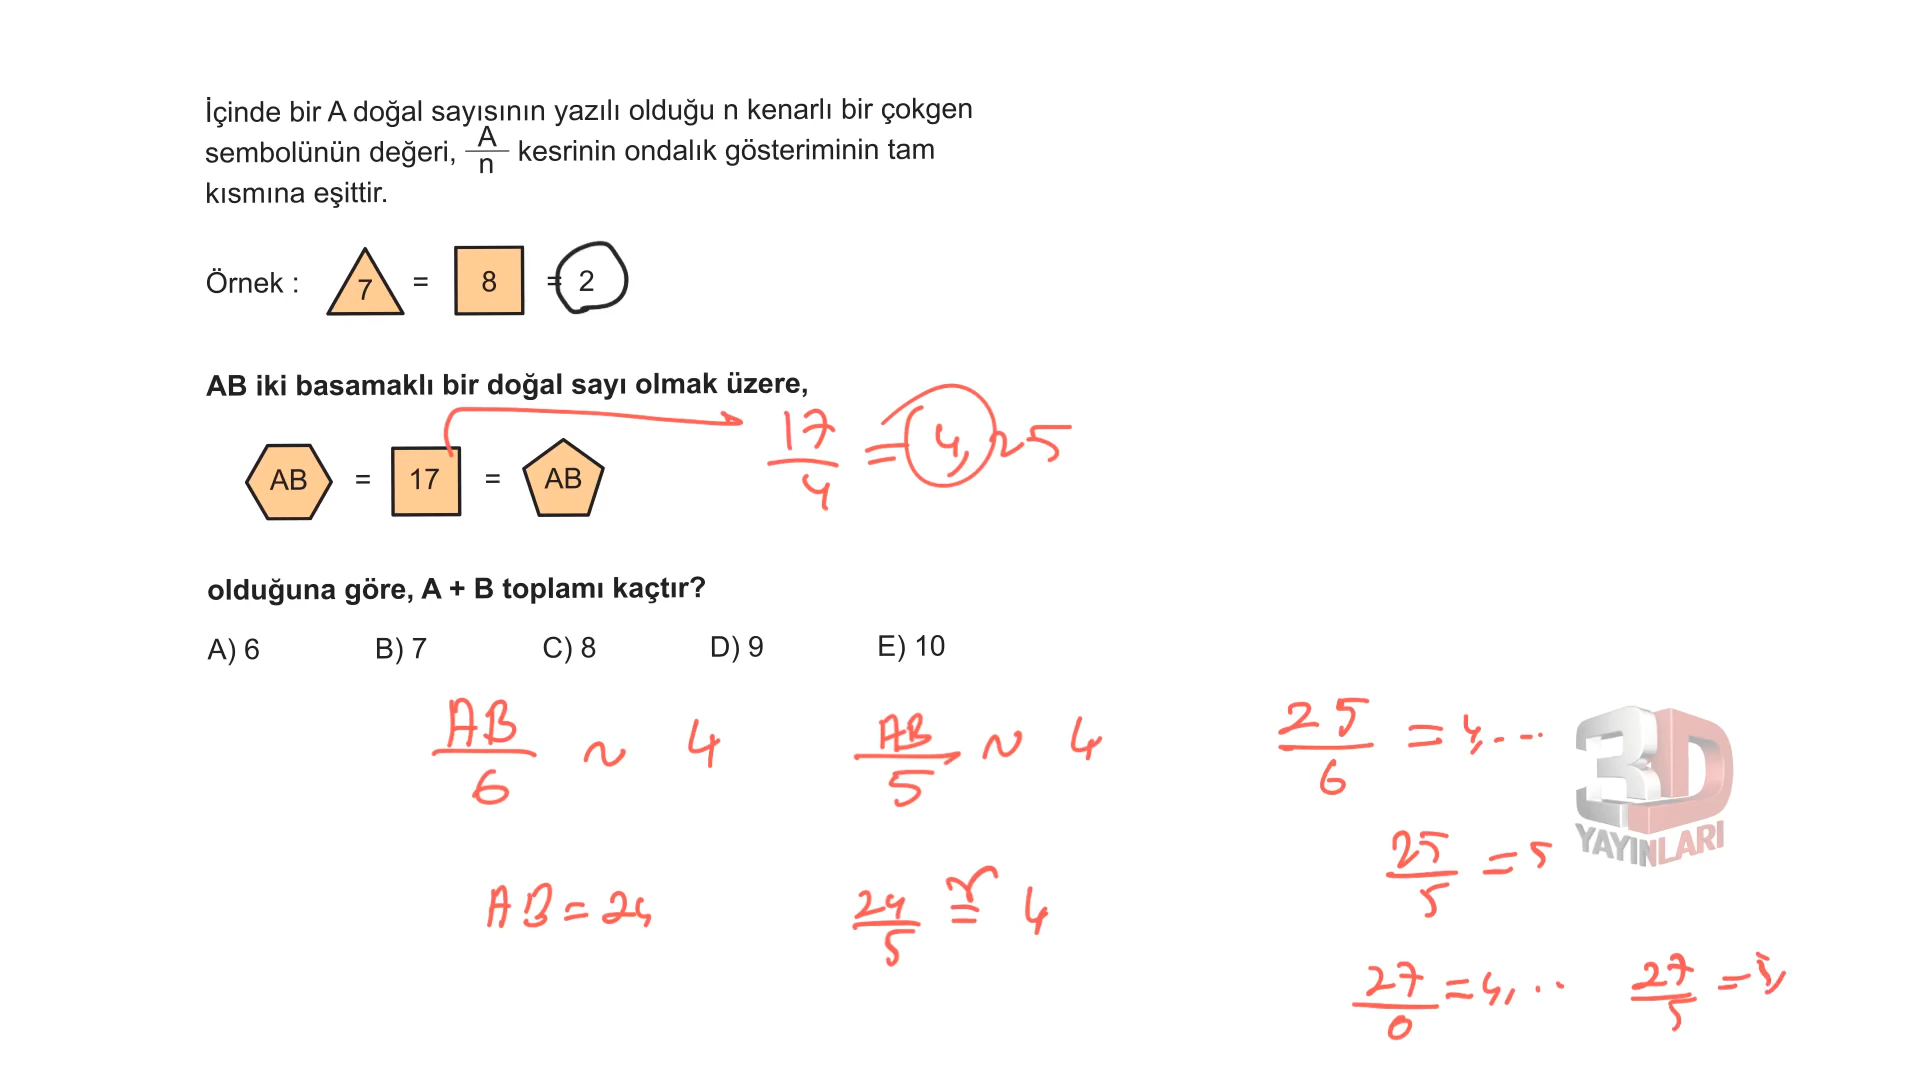 İçinde bir A doğal sayısının yazılı olduğu n kenarlı bir çokgen
sembolünün değeri, A/n kesrinin ondalık gösteriminin tam
kısmına eşittir.
Örnek : 7 = 8 = 2
AB iki basamaklı bir doğal sayı olmak üzere,
17/4 = 4,25
AB = 17 = AB
olduğuna göre, A + B toplamı kaçtır?
A) 6 B) 7 C) 8 D) 9 E) 10
AB/6 ~ 4 AB/5 ~ 4 25/6 = 4,...
3D
YAYINLARI
25/5 = 5
AB = 24 24/5 ≅ 4
27/6 = 4,.. 27/5 = 5,